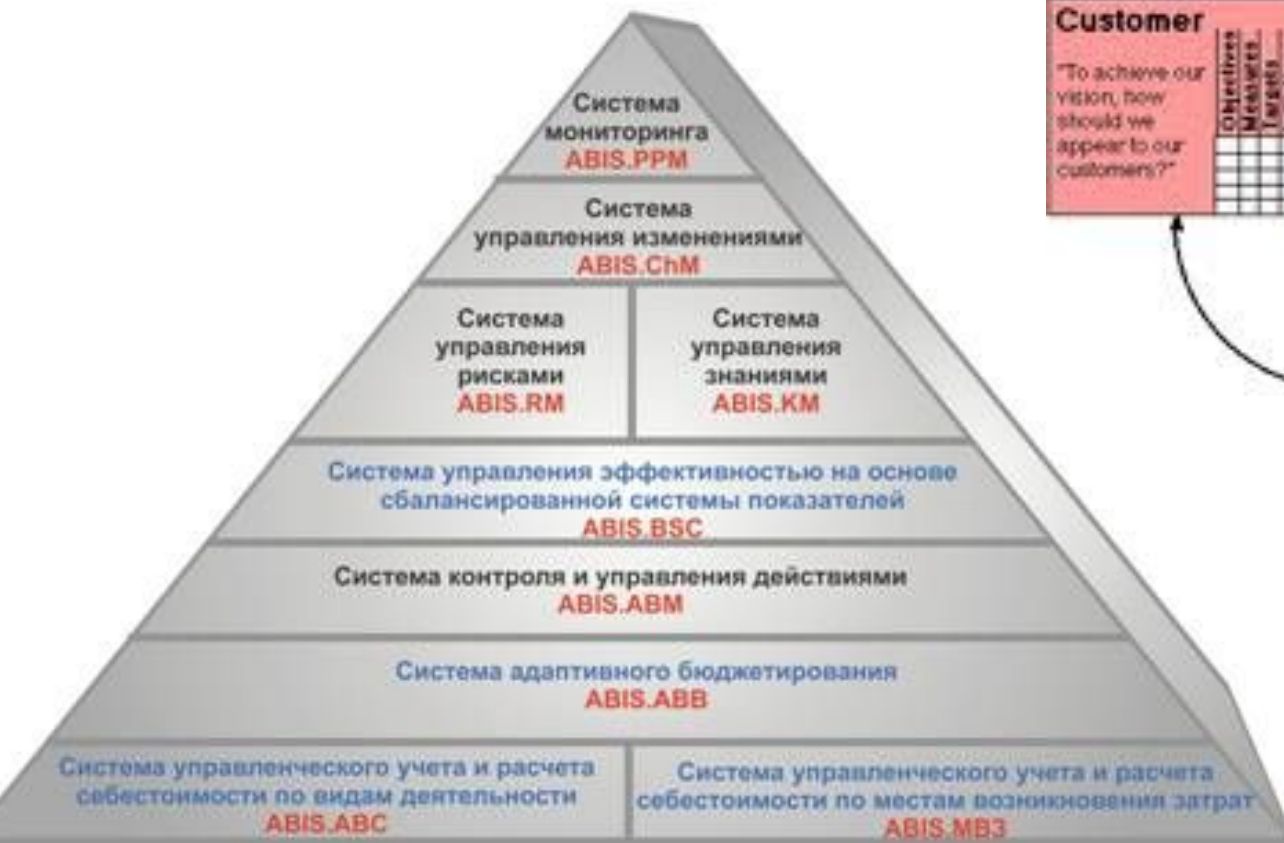 Система
мониторинга
ABIS.PPM
Система
управления изменениями
ABIS.ChM
Система
управления
рисками
ABIS.RM
Система
управления
знаниями
ABIS.KM
Система управления эффективностью на основе
сбалансированной системы показателей
ABIS.BSC
Система контроля и управления действиями
ABIS.ABM
Система адаптивного бюджетирования
ABIS.ABB
Система управленческого учета и расчета
себестоимости по видам деятельности
ABIS.ABC
Система управленческого учета и расчета
себестоимости по местам возникновения затрат
ABIS.МВЗ
Customer
"To achieve our
vision, how
should we
appear to our
customers?"
Objectives
Measures
Targets